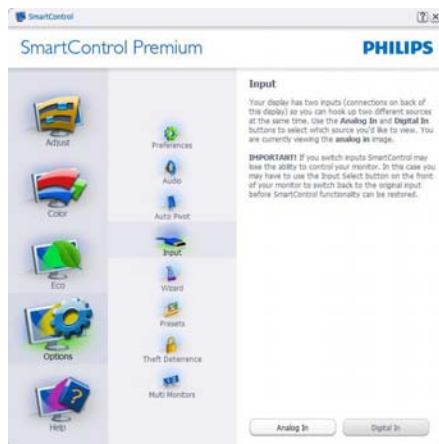 SmartControl
SmartControl Premium
PHILIPS
Adjust
Color
Eco
Options
Help
Preferences
Audio
Auto Pivot
Input
Wizard
Presets
Theft Deterrence
Multi Monitors
Input
Your display has two inputs (connections on back of
this display) so you can hook up two different sources
at the same time. Use the Analog In and Digital In
buttons to select which source you'd like to view. You
are currently viewing the analog in image.
IMPORTANT! If you switch inputs SmartControl may
lose the ability to control your monitor. In this case you
may have to use the Input Select button on the front
of your monitor to switch back to the original input
before SmartControl functionality can be restored.
Analog In
Digital In